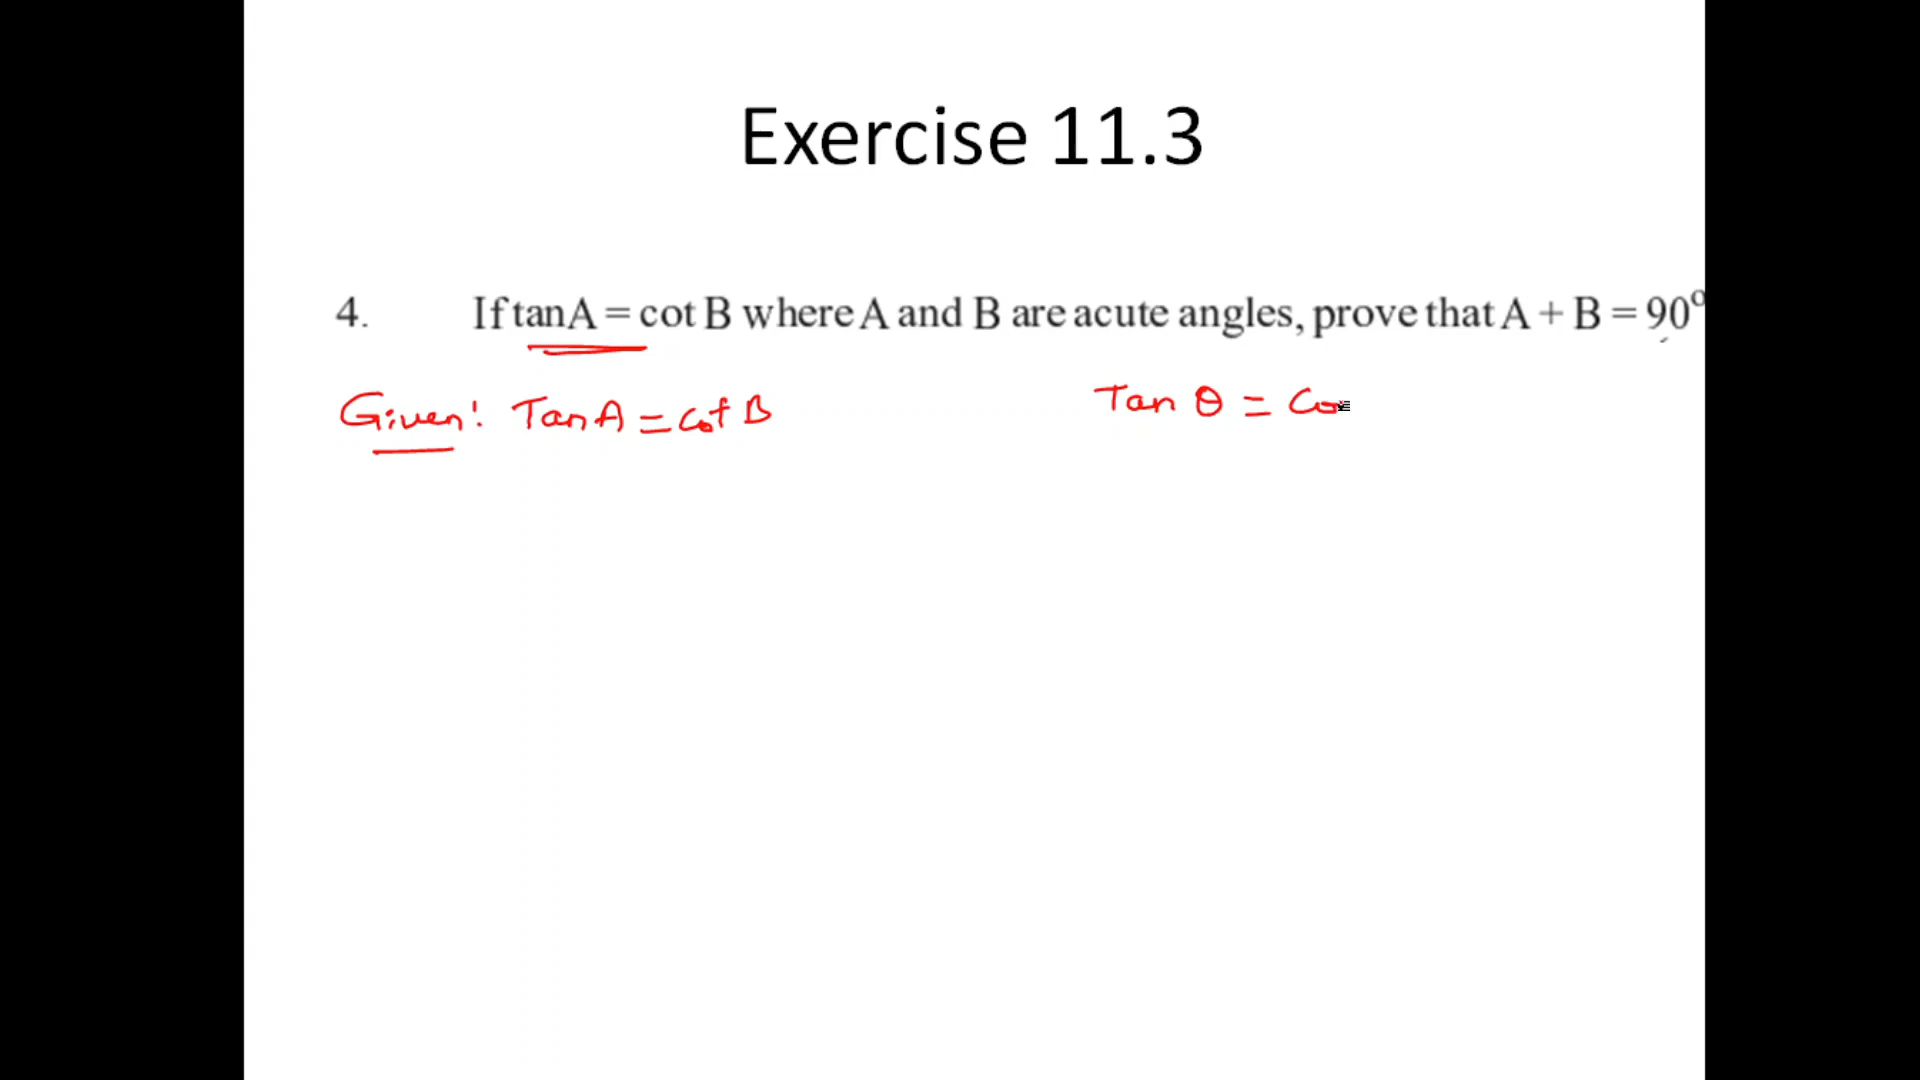 Exercise 11.3
4. If tan A = cot B where A and B are acute angles, prove that A + B = 90°
Given: Tan A = cot B
Tan θ = Co